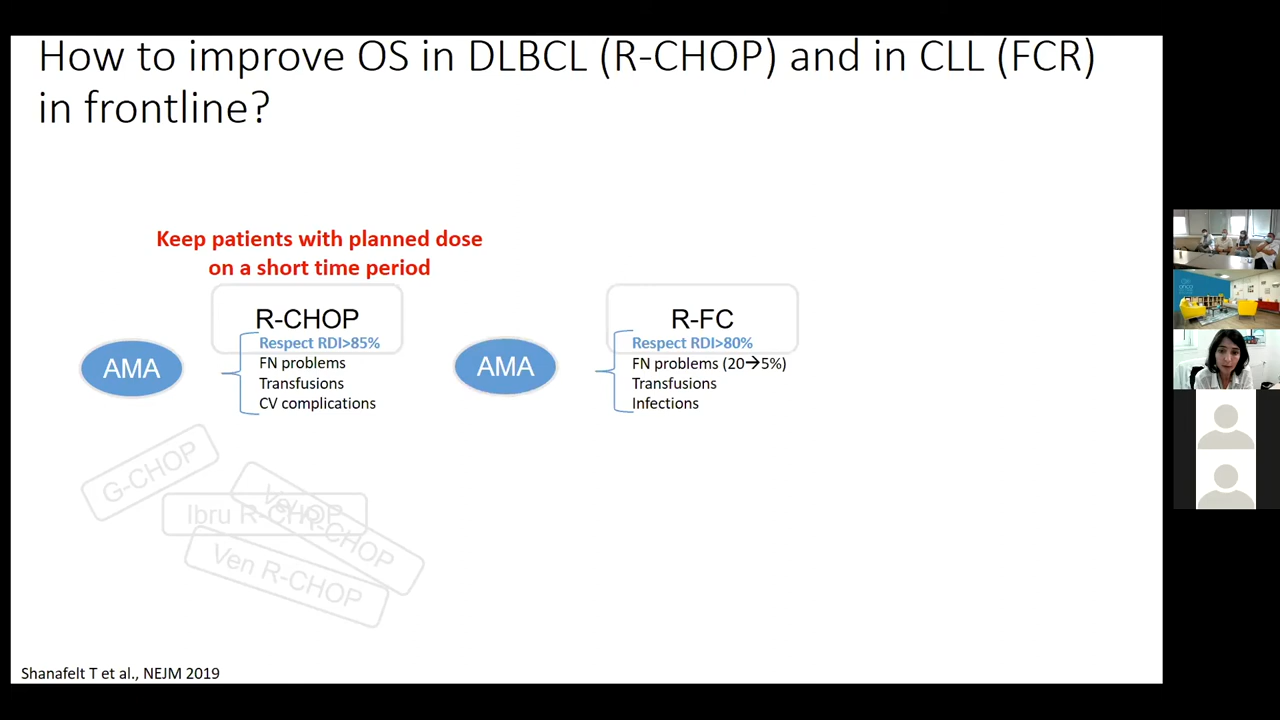 How to improve OS in DLBCL (R-CHOP) and in CLL (FCR)
in frontline?
Keep patients with planned dose
on a short time period
R-CHOP
Respect RDI>85%
FN problems
Transfusions
CV complications
AMA
R-FC
Respect RDI>80%
FN problems (20→5%)
Transfusions
Infections
AMA
G-CHOP
Ibru R-CHOP
R-CHOP
Ven R-CHOP
Shanafelt T et al., NEJM 2019